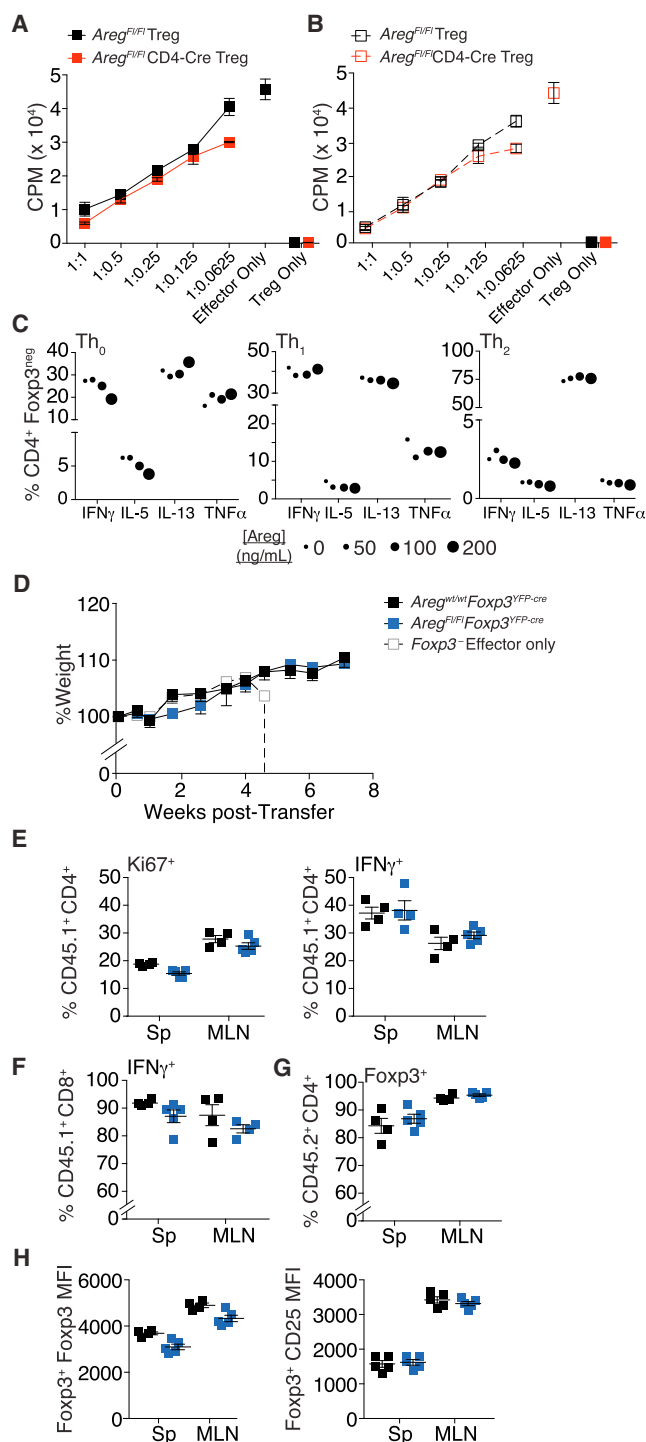 A
Areg^Fl/Fl Treg
Areg^Fl/Fl CD4-Cre Treg
CPM (x 10^4)
5
4
3
2
1
0
1:1
1:0.5
1:0.25
1:0.125
1:0.0625
Effector Only
Treg Only
B
Areg^Fl/Fl Treg
Areg^Fl/Fl CD4-Cre Treg
CPM (x 10^4)
5
4
3
2
1
0
1:1
1:0.5
1:0.25
1:0.125
1:0.0625
Effector Only
Treg Only
C
% CD4+ Foxp3^neg
Th0
40
30
20
10
5
0
IFNγ IL-5 IL-13 TNFα
Th1
50
40
30
15
10
5
0
IFNγ IL-5 IL-13 TNFα
Th2
100
75
50
6
4
2
0
IFNγ IL-5 IL-13 TNFα
[Areg]
(ng/mL)
0 50 100 200
D
Areg^wt/wt Foxp3^YFP-cre
Areg^Fl/Fl Foxp3^YFP-cre
Foxp3− Effector only
%Weight
120
110
100
0
0 2 4 6 8
Weeks post-Transfer
E
Ki67+
% CD45.1+ CD4+
50
40
30
20
10
0
Sp MLN
IFNγ+
% CD45.1+ CD4+
50
40
30
20
10
0
Sp MLN
F
IFNγ+
% CD45.1+ CD8+
100
90
80
70
60
0
Sp MLN
G
Foxp3+
% CD45.2+ CD4+
100
90
80
70
60
0
Sp MLN
H
Foxp3+ Foxp3 MFI
6000
4000
2000
0
Sp MLN
Foxp3+ CD25 MFI
4000
3000
2000
1000
0
Sp MLN